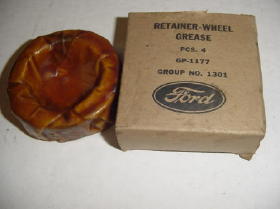 RETAINER-WHEEL
GREASE
PCS. 4
GP-1177
GROUP NO. 1301
Ford